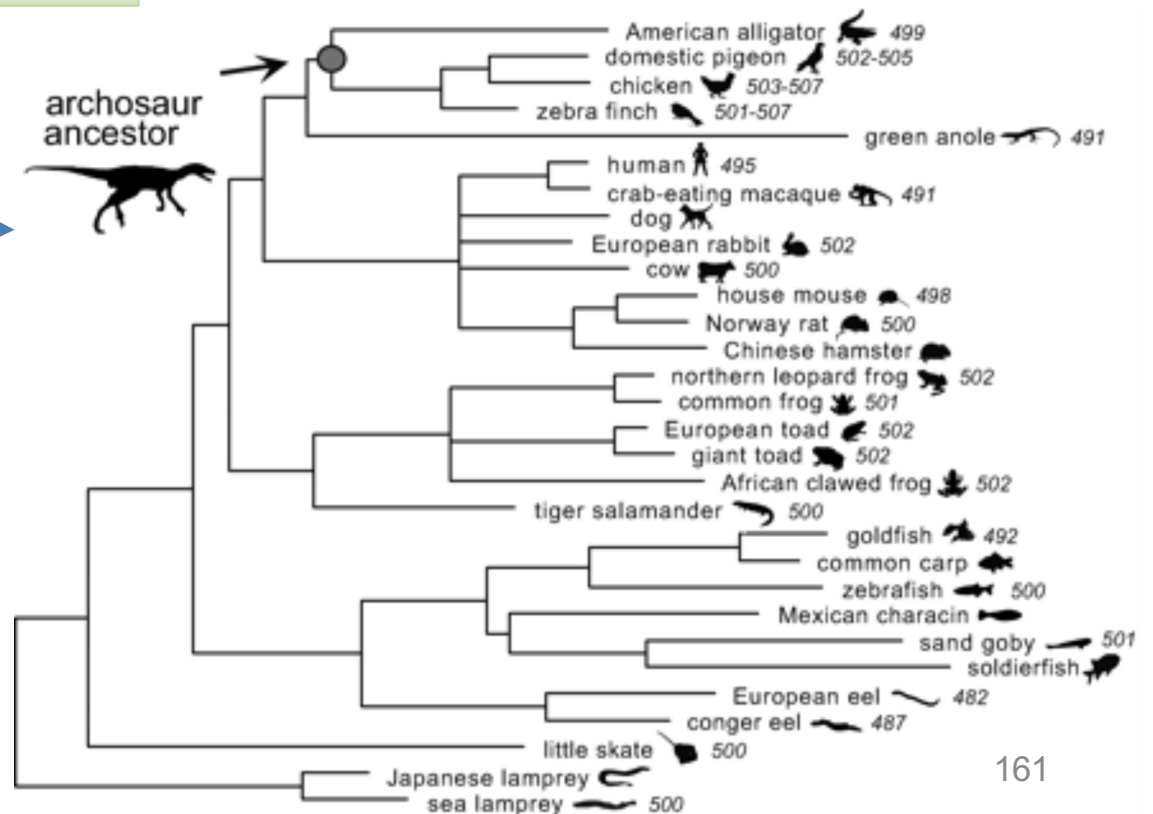 American alligator 499
domestic pigeon 502-505
chicken 503-507
zebra finch 501-507
archosaur
ancestor
green anole 491
human 495
crab-eating macaque 491
dog
European rabbit 502
cow 500
house mouse 498
Norway rat 500
Chinese hamster
northern leopard frog 502
common frog 501
European toad 502
giant toad 502
African clawed frog 502
tiger salamander 500
goldfish 492
common carp
zebrafish 500
Mexican characin
sand goby 501
soldierfish
European eel 482
conger eel 487
little skate 500
161
Japanese lamprey
sea lamprey 500